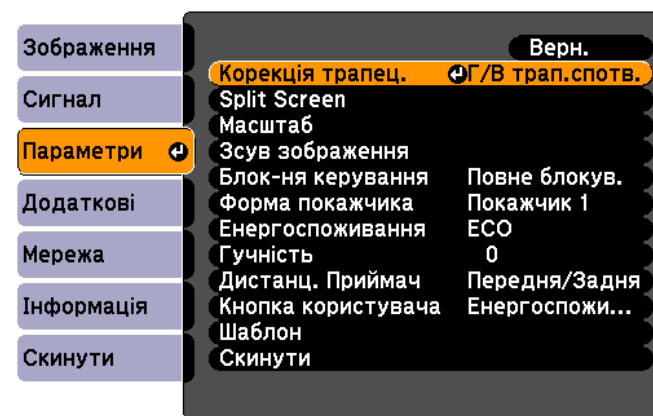 Зображення
Сигнал
Параметри
Додаткові
Мережа
Інформація
Скинути
Верн.
Корекція трапец. Г/В трап.спотв.
Split Screen
Масштаб
Зсув зображення
Блок-ня керування Повне блокув.
Форма покажчика Покажчик 1
Енергоспоживання ECO
Гучність 0
Дистанц. Приймач Передня/Задня
Кнопка користувача Енергоспожи...
Шаблон
Скинути